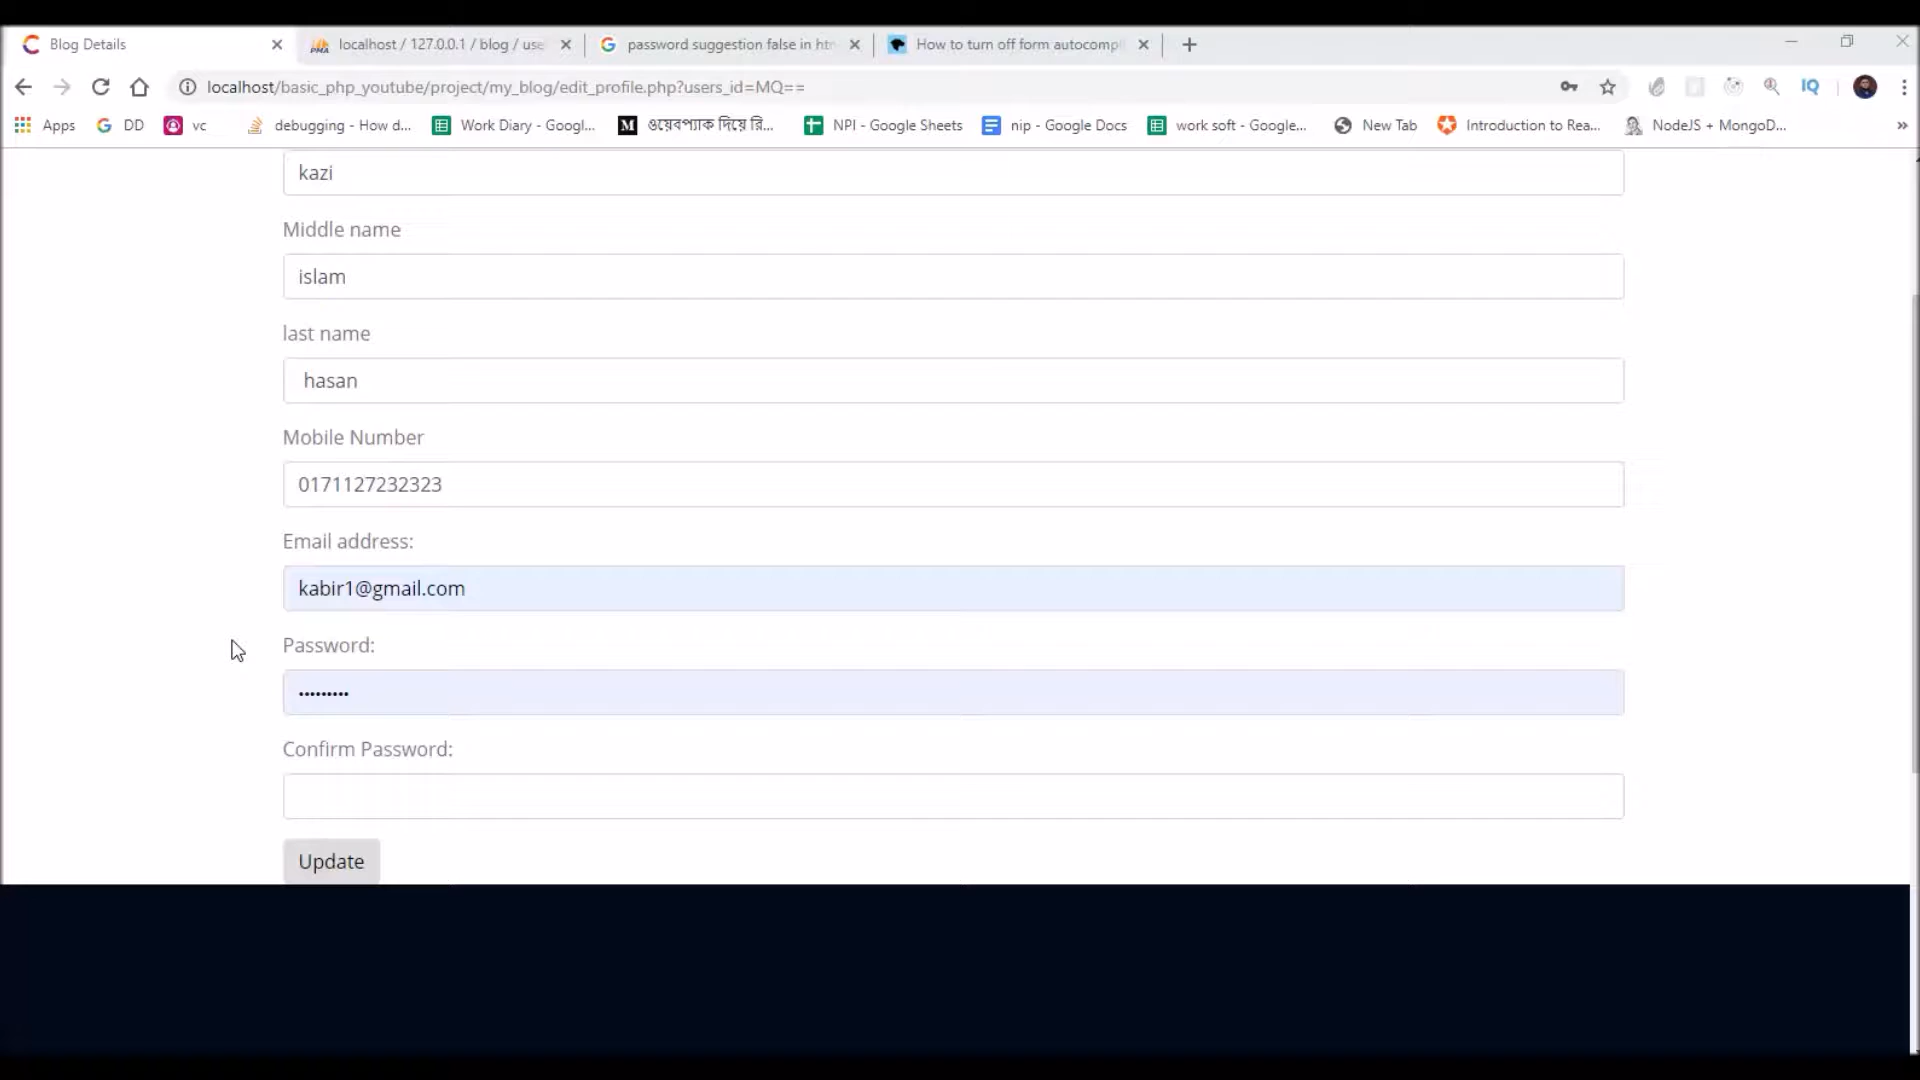 Blog Details
localhost / 127.0.0.1 / blog / use
password suggestion false in htn
How to turn off form autocompl
localhost/basic_php_youtube/project/my_blog/edit_profile.php?users_id=MQ==
IQ
Apps
DD
vc
debugging - How d...
Work Diary - Googl...
M ওয়েবপ্যাক দিয়ে রি...
NPI - Google Sheets
nip - Google Docs
work soft - Google...
New Tab
Introduction to Rea...
NodeJS + MongoD...
»
kazi
Middle name
islam
last name
hasan
Mobile Number
0171127232323
Email address:
kabir1@gmail.com
Password:
•••••••••
Confirm Password:
Update